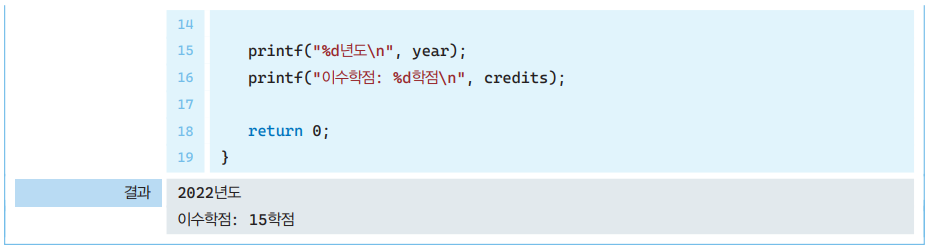 14
15 printf("%d년도\n", year);
16 printf("이수학점: %d학점\n", credits);
17
18 return 0;
19 }
결과 2022년도
이수학점: 15학점